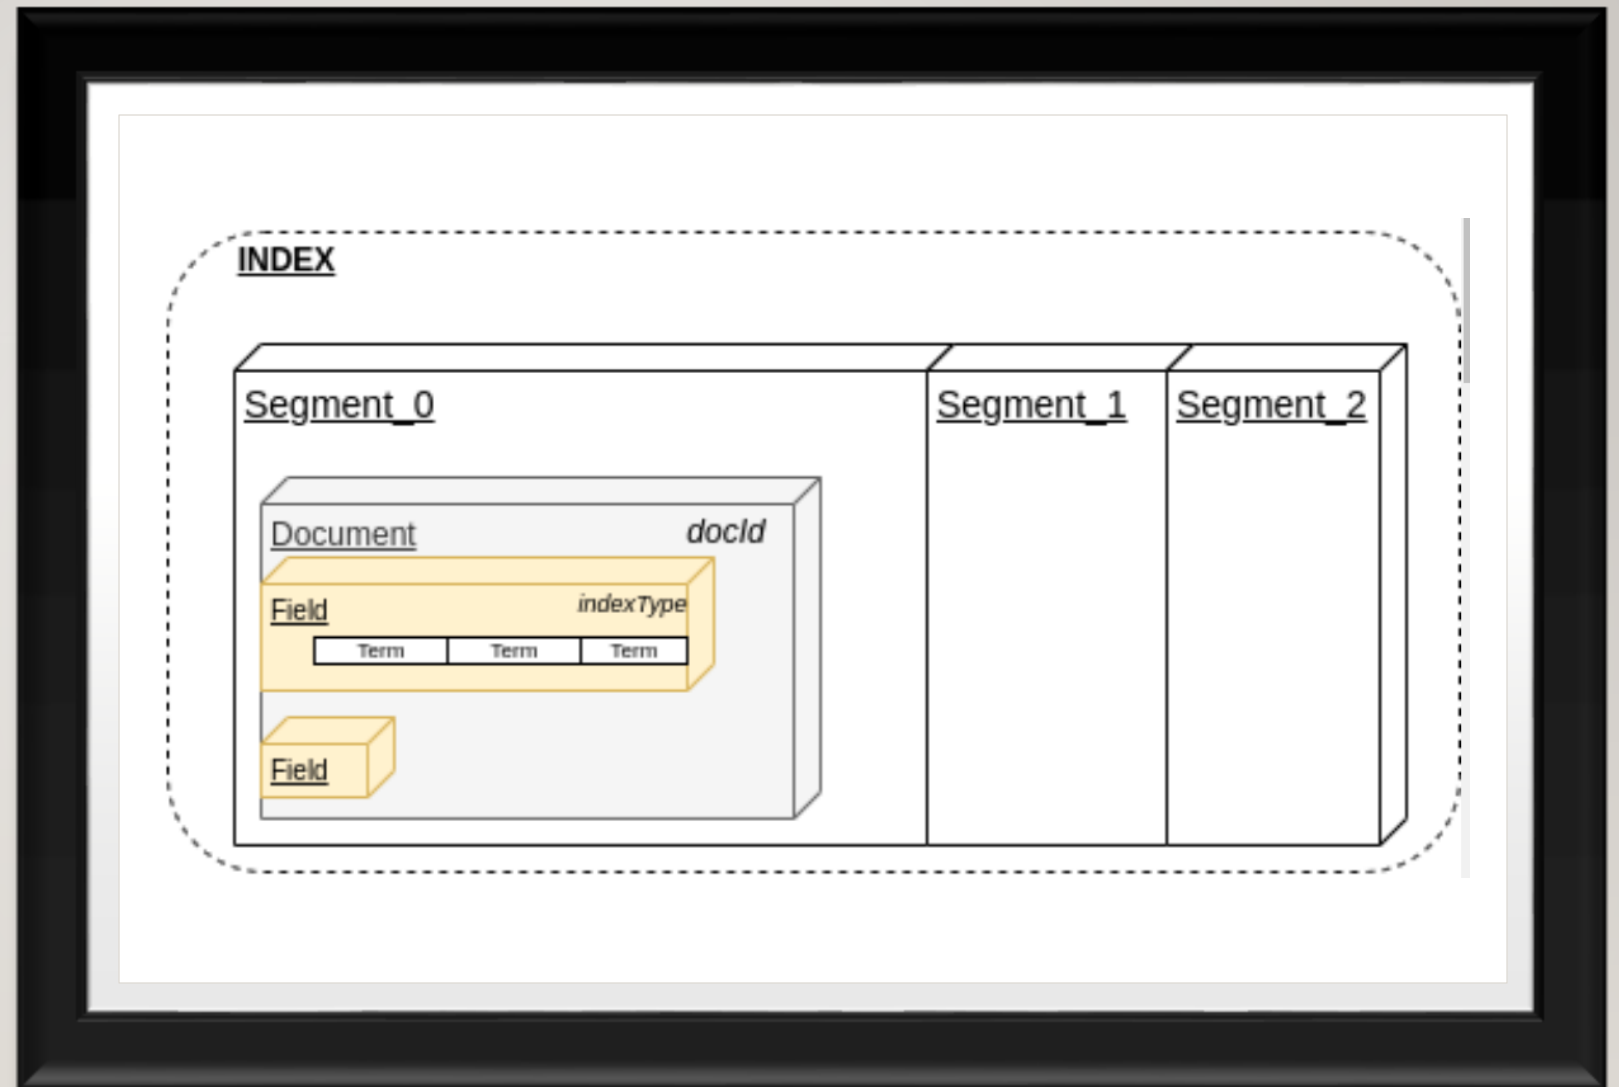 INDEX
Segment_0
Segment_1
Segment_2
Document
docId
Field
indexType
Term
Term
Term
Field